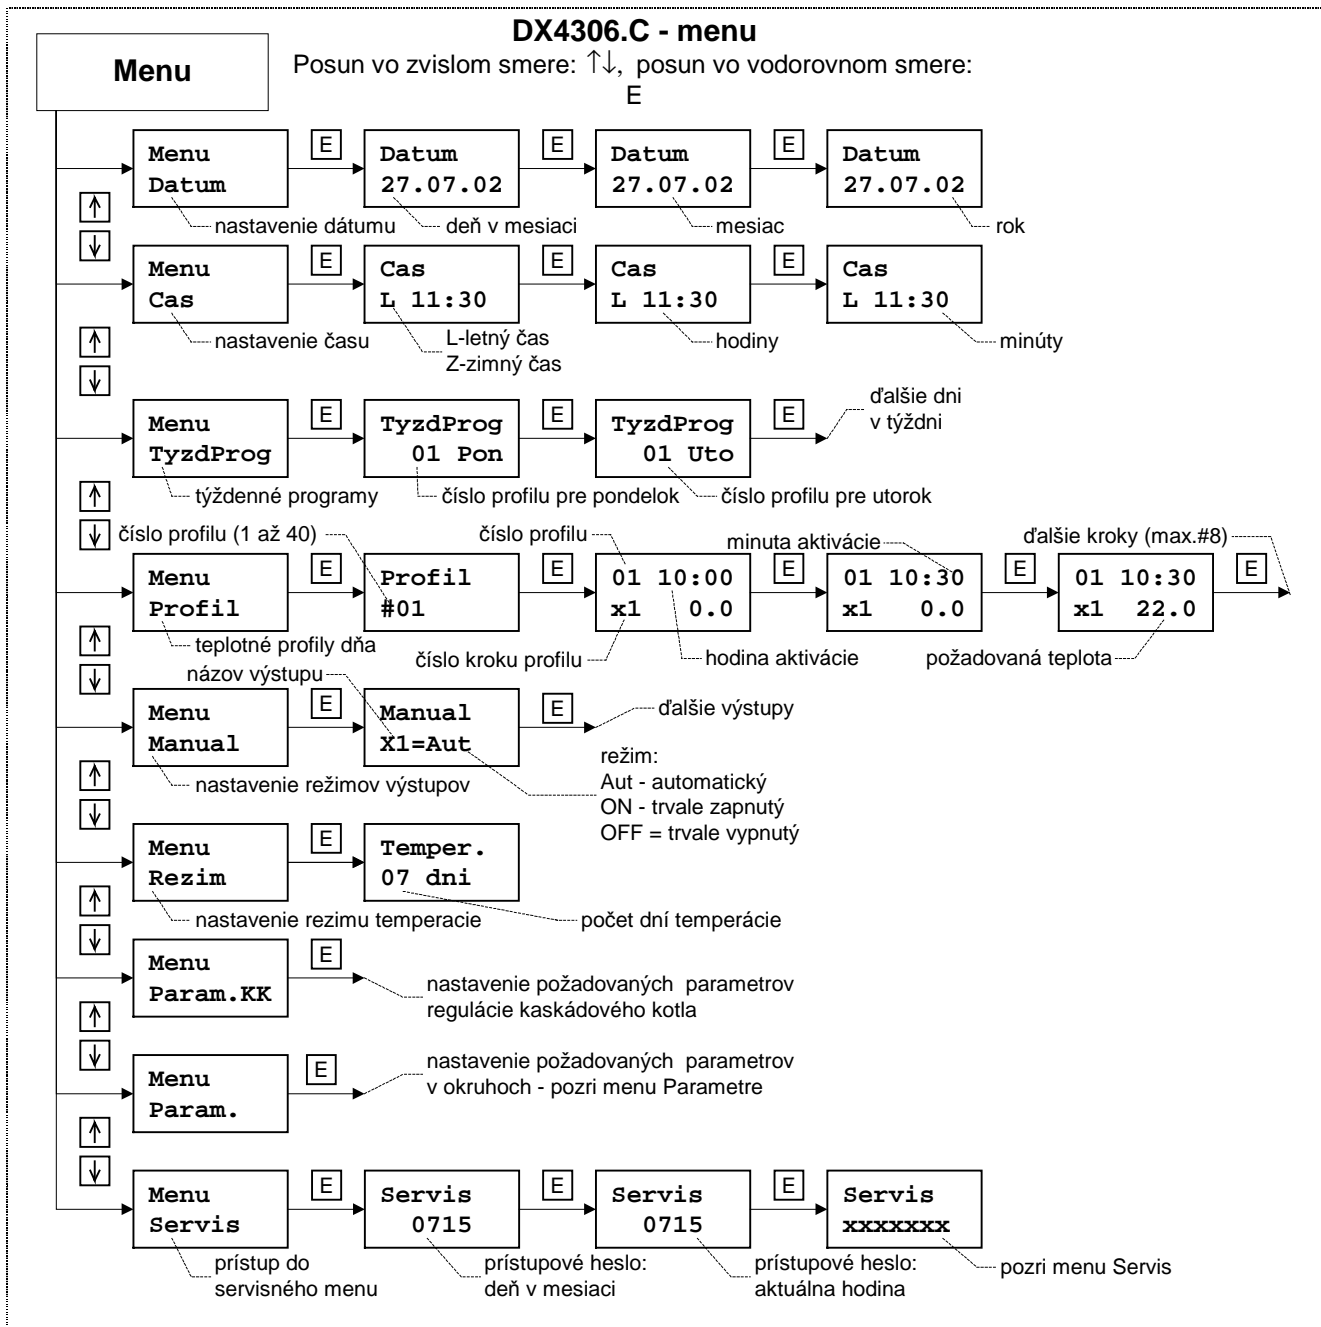 DX4306.C - menu
Menu
Posun vo zvislom smere: ↑↓, posun vo vodorovnom smere:
E
Menu
Datum
E
Datum
27.07.02
E
Datum
27.07.02
E
Datum
27.07.02
nastavenie dátumu
deň v mesiaci
mesiac
rok
↑
↓
Menu
Cas
E
Cas
L 11:30
E
Cas
L 11:30
E
Cas
L 11:30
nastavenie času
L-letný čas
Z-zimný čas
hodiny
minúty
↑
↓
Menu
TyzdProg
E
TyzdProg
01 Pon
E
TyzdProg
01 Uto
E
ďalšie dni
v týždni
týždenné programy
číslo profilu pre pondelok
číslo profilu pre utorok
↑
↓
číslo profilu (1 až 40)
číslo profilu
minuta aktivácie
ďalšie kroky (max.#8)
Menu
Profil
E
Profil
#01
E
01 10:00
x1 0.0
E
01 10:30
x1 0.0
E
01 10:30
x1 22.0
E
teplotné profily dňa
číslo kroku profilu
hodina aktivácie
požadovaná teplota
↑
↓
názov výstupu
Menu
Manual
E
Manual
X1=Aut
E
ďalšie výstupy
nastavenie režimov výstupov
režim:
Aut - automatický
ON - trvale zapnutý
OFF = trvale vypnutý
↑
↓
Menu
Rezim
E
Temper.
07 dni
nastavenie rezimu temperacie
počet dní temperácie
↑
↓
Menu
Param.KK
E
nastavenie požadovaných parametrov
regulácie kaskádového kotla
↑
↓
Menu
Param.
E
nastavenie požadovaných parametrov
v okruhoch - pozri menu Parametre
↑
↓
Menu
Servis
E
Servis
0715
E
Servis
0715
E
Servis
xxxxxxx
prístup do
servisného menu
prístupové heslo:
deň v mesiaci
prístupové heslo:
aktuálna hodina
pozri menu Servis